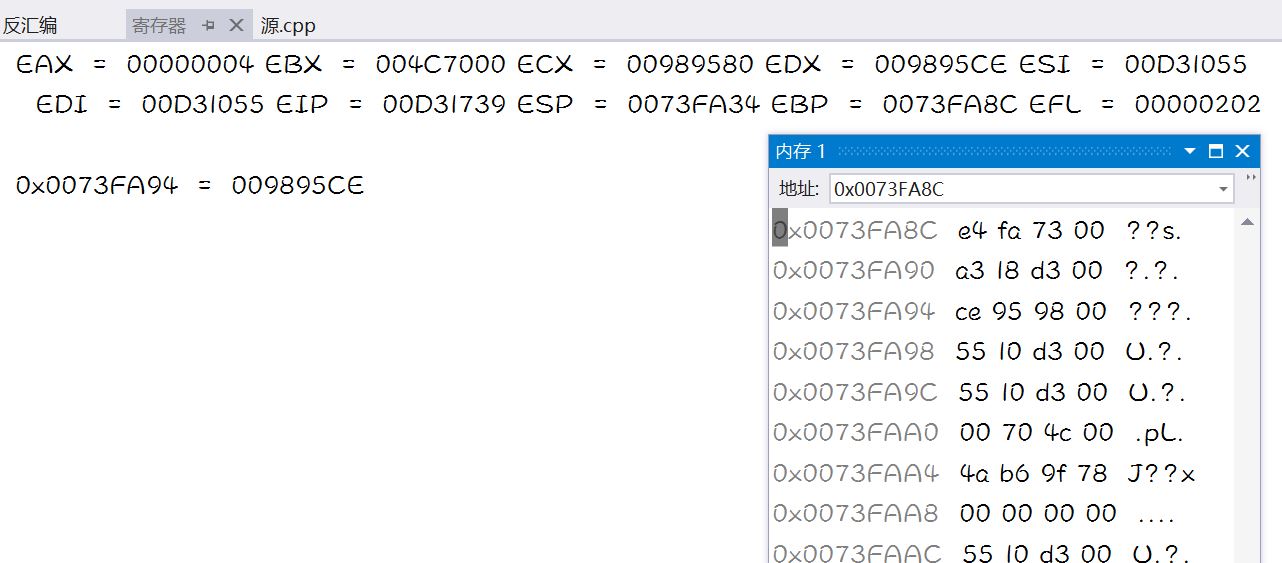 反汇编 寄存器 源.cpp
EAX = 00000004 EBX = 004C7000 ECX = 00989580 EDX = 009895CE ESI = 00D31055
EDI = 00D31055 EIP = 00D31739 ESP = 0073FA34 EBP = 0073FA8C EFL = 00000202
0x0073FA94 = 009895CE
内存 1
地址: 0x0073FA8C
0x0073FA8C e4 fa 73 00 ??s.
0x0073FA90 a3 18 d3 00 ?.?.
0x0073FA94 ce 95 98 00 ???.
0x0073FA98 55 10 d3 00 U.?.
0x0073FA9C 55 10 d3 00 U.?.
0x0073FAA0 00 70 4c 00 .pL.
0x0073FAA4 4a b6 9f 78 J??x
0x0073FAA8 00 00 00 00 ....
0x0073FAAC 55 10 d3 00 U.?.